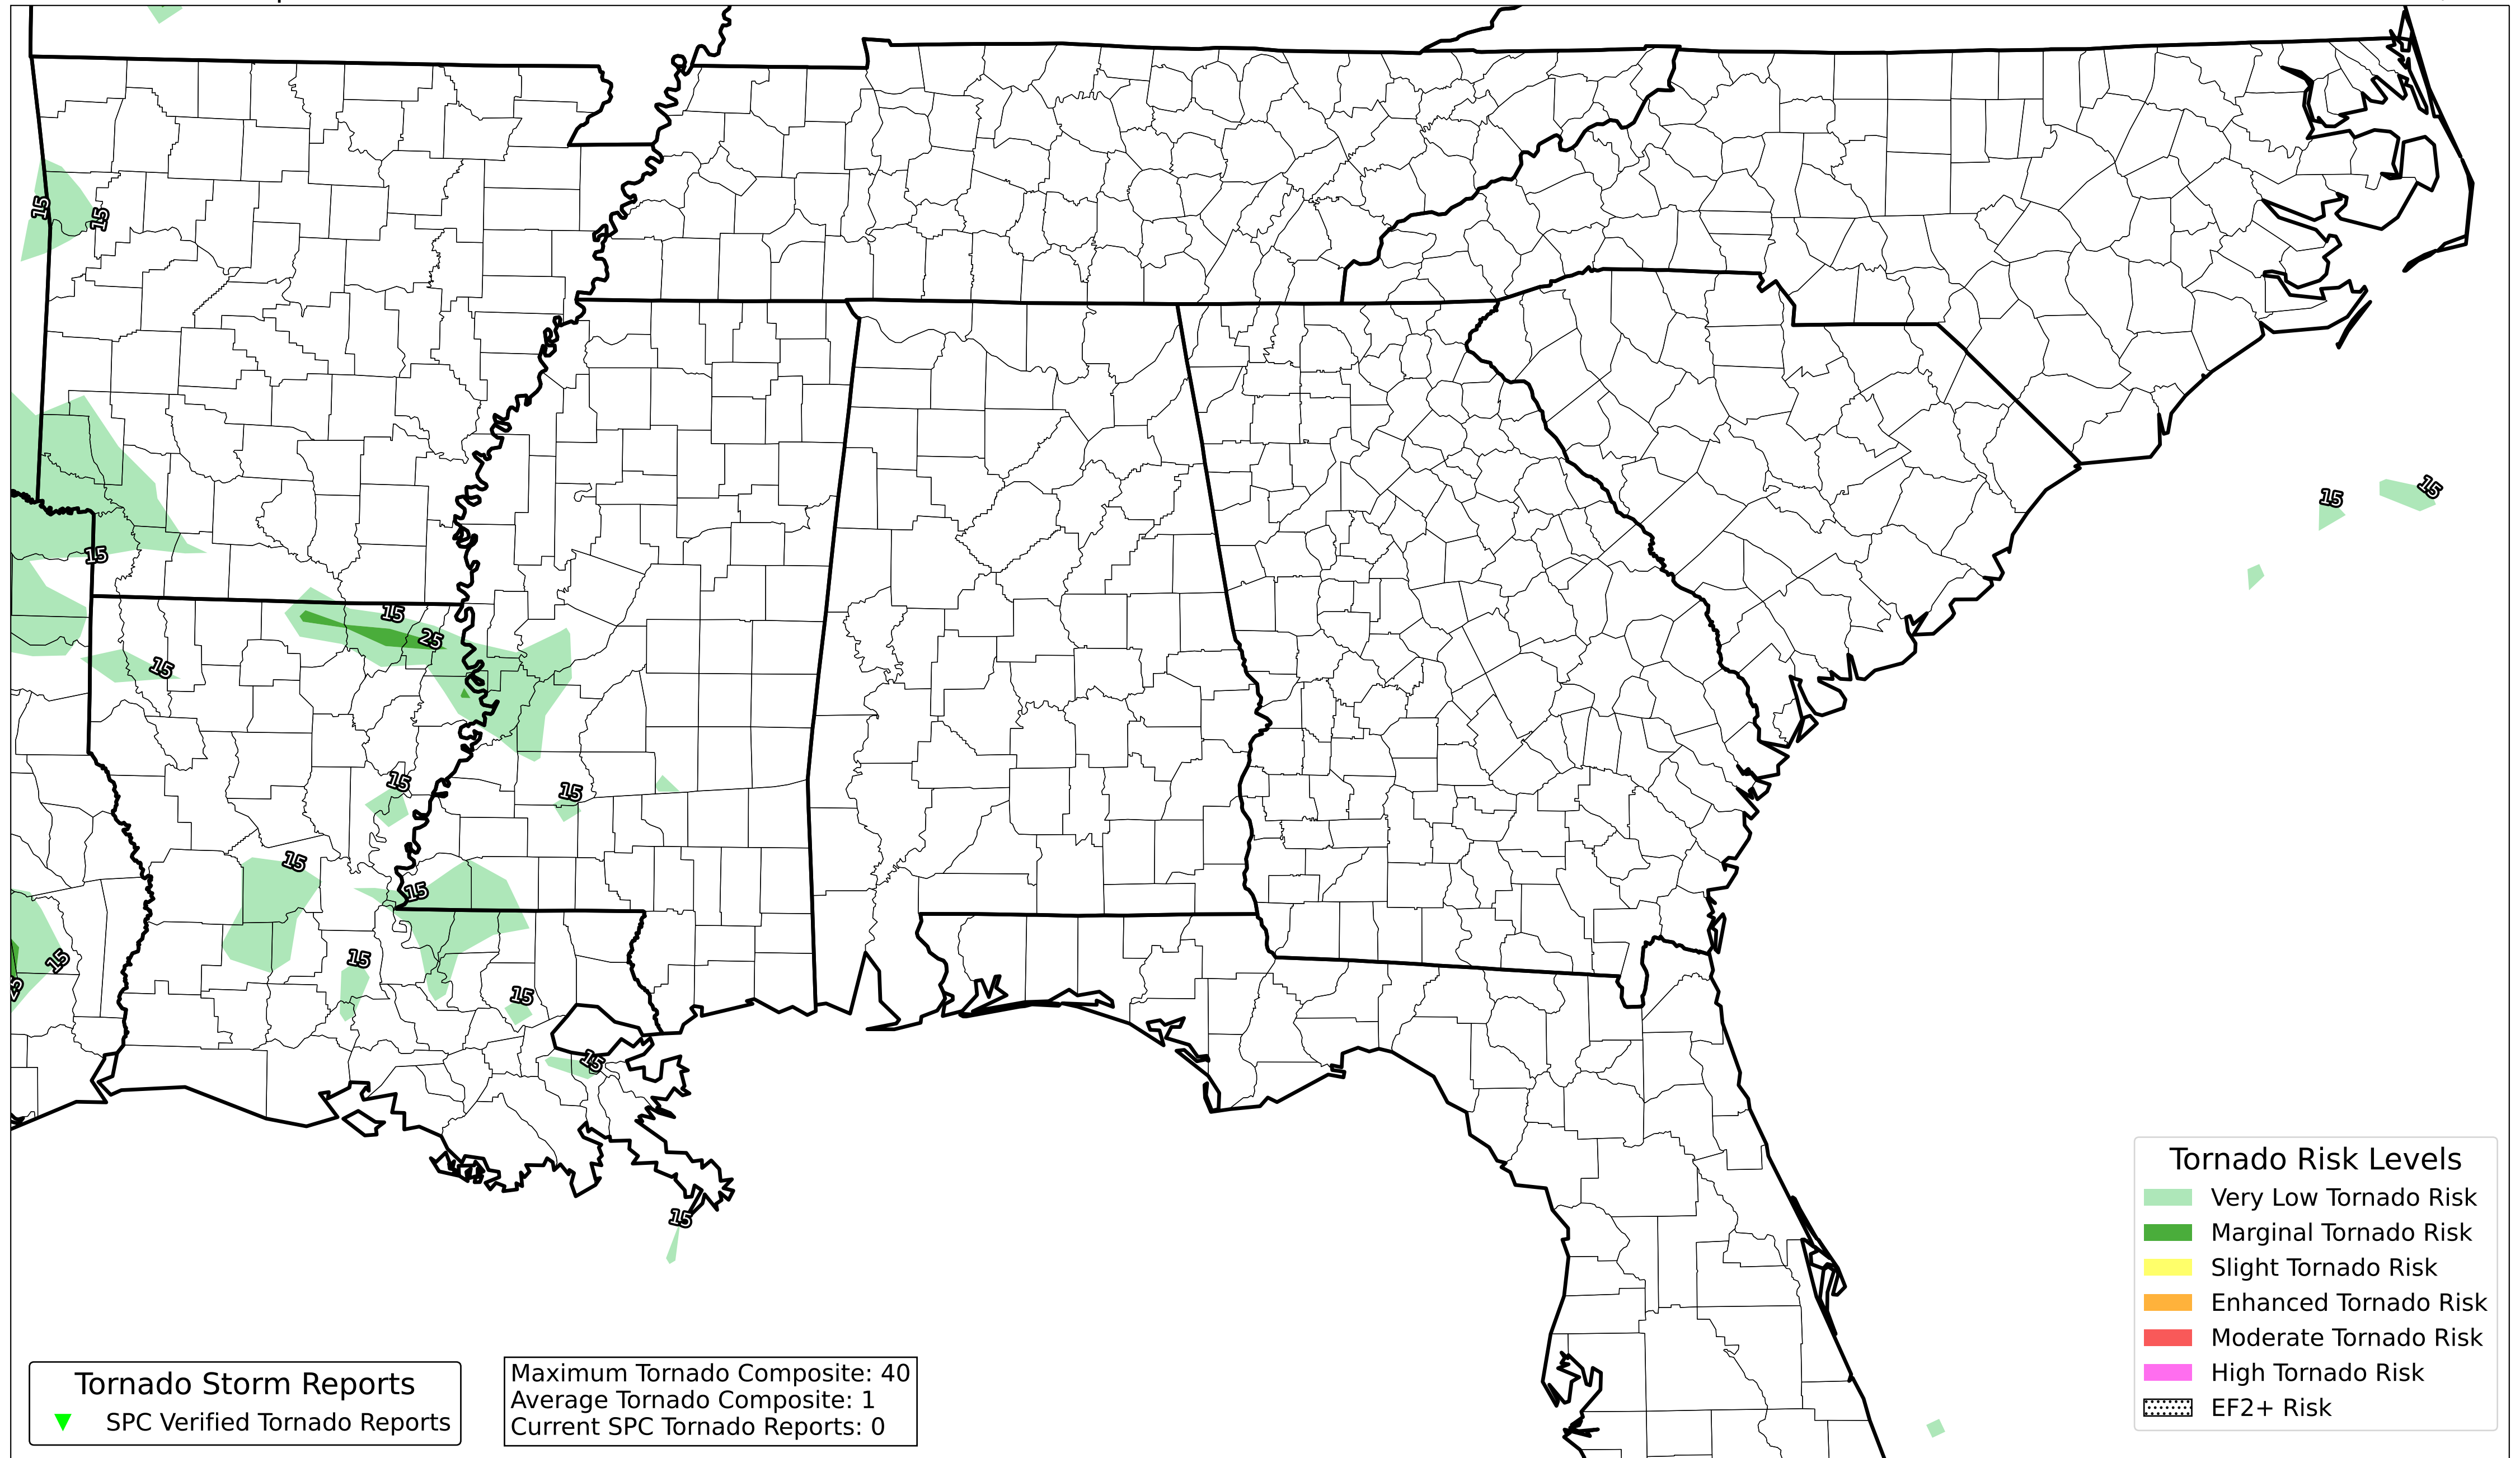 15
15
15
15
15
15
25
15
15
15
15
15
15
15
15
15
15
Tornado Risk Levels
Very Low Tornado Risk
Marginal Tornado Risk
Slight Tornado Risk
Enhanced Tornado Risk
Moderate Tornado Risk
High Tornado Risk
EF2+ Risk
Tornado Storm Reports
SPC Verified Tornado Reports
Maximum Tornado Composite: 40
Average Tornado Composite: 1
Current SPC Tornado Reports: 0